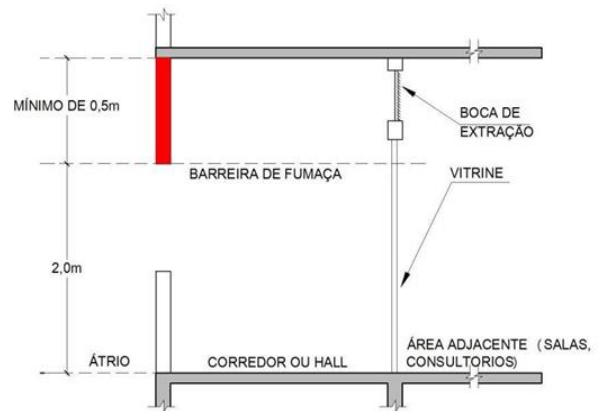 MÍNIMO DE 0,5m
BOCA DE
EXTRAÇÃO
BARREIRA DE FUMAÇA
VITRINE
2,0m
ÁTRIO
CORREDOR OU HALL
ÁREA ADJACENTE (SALAS,
CONSULTORIOS)